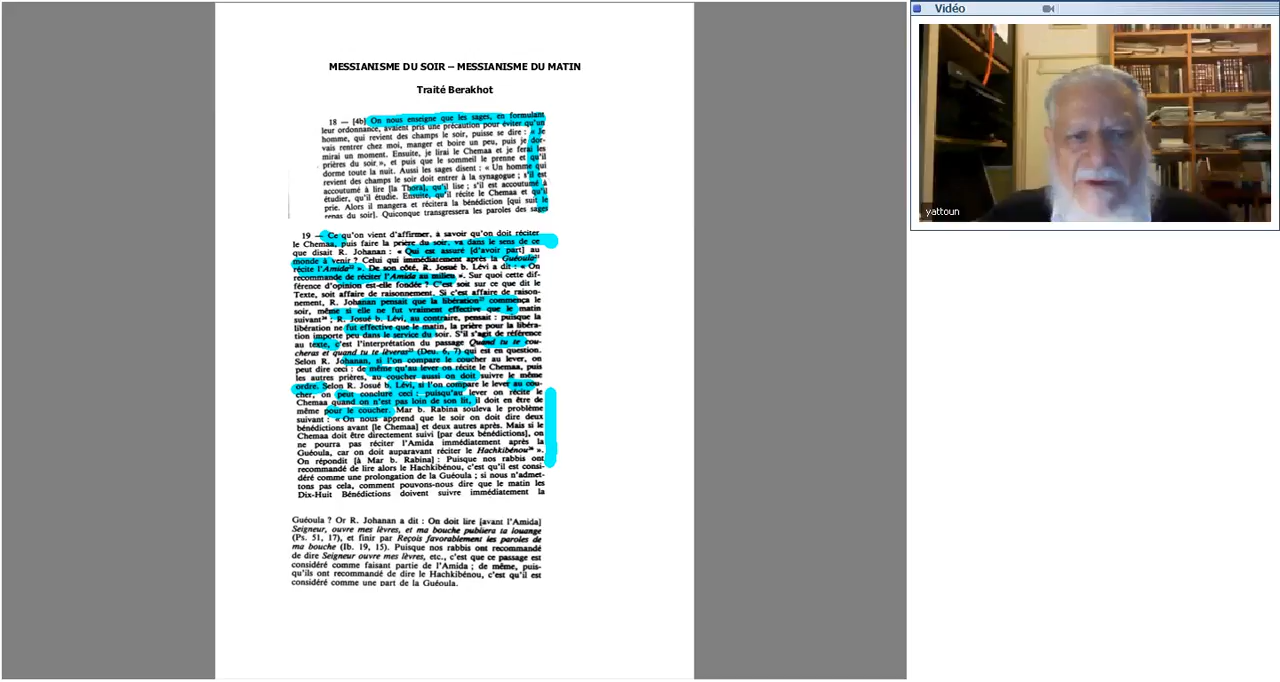 MESSIANISME DU SOIR – MESSIANISME DU MATIN
Traité Berakhot
18 — [4b] On nous enseigne que les sages, en formulant
leur ordonnance, avaient pris une précaution pour éviter qu'un
homme, qui revient des champs le soir, puisse se dire : « Je
vais rentrer chez moi, manger et boire un peu, puis je dor-
mirai un moment. Ensuite, je lirai le Chemaa et je ferai les
prières du soir », et puis que le sommeil le prenne et qu'il
dorme toute la nuit. Aussi les sages disent : « Un homme qui
revient des champs le soir doit entrer à la synagogue ; s'il est
accoutumé à lire [la Thora], qu'il lise ; s'il est accoutumé à
étudier, qu'il étudie. Ensuite, qu'il récite le Chemaa et qu'il
prie. Alors il mangera et récitera la bénédiction [qui suit le
repas du soir]. Quiconque transgressera les paroles des sages
19 — Ce qu'on vient d'affirmer, à savoir qu'on doit réciter
le Chemaa, puis faire la prière du soir, va dans le sens de ce
que disait R. Johanan : « Qui est assuré [d'avoir part] au
monde à venir ? Celui qui immédiatement après la Guéoula
récite l'Amida ». De son côté, R. Josué b. Lévi a dit : « On
recommande de réciter l'Amida au milieu ». Sur quoi cette dif-
férence d'opinion est-elle fondée ? C'est soit sur ce que dit le
Texte, soit affaire de raisonnement. Si c'est affaire de raison-
nement, R. Johanan pensait que la libération commença le
soir, même si elle ne fut vraiment effective que le matin
suivant ; R. Josué b. Lévi, au contraire, pensait : puisque la
libération ne fut effective que le matin, la prière pour la libéra-
tion importe peu dans le service du soir. S'il s'agit de référence
au texte, c'est l'interprétation du passage Quand tu te cou-
cheras et quand tu te lèveras (Deu. 6, 7) qui est en question.
Selon R. Johanan, si l'on compare le coucher au lever, on
peut dire ceci : de même qu'au lever on récite le Chemaa, puis
les autres prières, au coucher aussi on doit suivre le même
ordre. Selon R. Josué b. Lévi, si l'on compare le lever au cou-
cher, on peut conclure ceci : puisqu'au lever on récite le
Chemaa quand on n'est pas loin de son lit, il doit en être de
même pour le coucher. Mar b. Rabina souleva le problème
suivant : « On nous apprend que le soir on doit dire deux
bénédictions avant [le Chemaa] et deux autres après. Mais si le
Chemaa doit être directement suivi [par deux bénédictions], on
ne pourra pas réciter l'Amida immédiatement après la
Guéoula, car on doit auparavant réciter le Hachkibénou ».
On répondit [à Mar b. Rabina] : Puisque nos rabbis ont
recommandé de lire alors le Hachkibénou, c'est qu'il est consi-
déré comme une prolongation de la Guéoula ; si nous n'admet-
tons pas cela, comment pouvons-nous dire que le matin les
Dix-Huit Bénédictions doivent suivre immédiatement la
Guéoula ? Or R. Johanan a dit : On doit lire [avant l'Amida]
Seigneur, ouvre mes lèvres, et ma bouche publiera ta louange
(Ps. 51, 17), et finir par Reçois favorablement les paroles de
ma bouche (Ib. 19, 15). Puisque nos rabbis ont recommandé
de dire Seigneur ouvre mes lèvres, etc., c'est que ce passage est
considéré comme faisant partie de l'Amida ; de même, puis-
qu'ils ont recommandé de dire le Hachkibénou, c'est qu'il est
considéré comme une part de la Guéoula.
Vidéo
yattoun